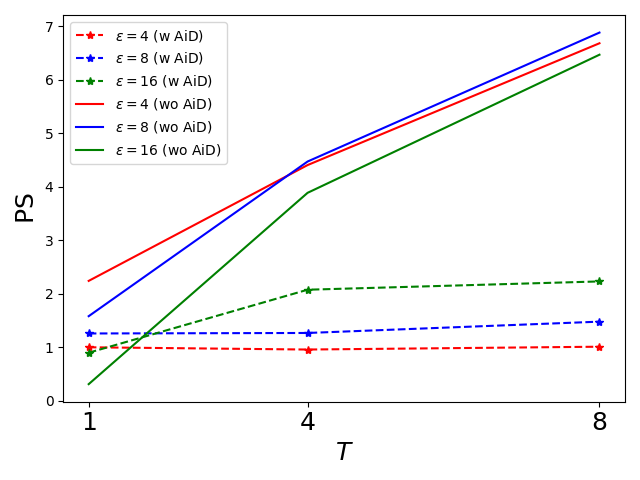 7
6
5
4
3
2
1
0
PS
ε = 4 (w AiD)
ε = 8 (w AiD)
ε = 16 (w AiD)
ε = 4 (wo AiD)
ε = 8 (wo AiD)
ε = 16 (wo AiD)
1 4 8
T